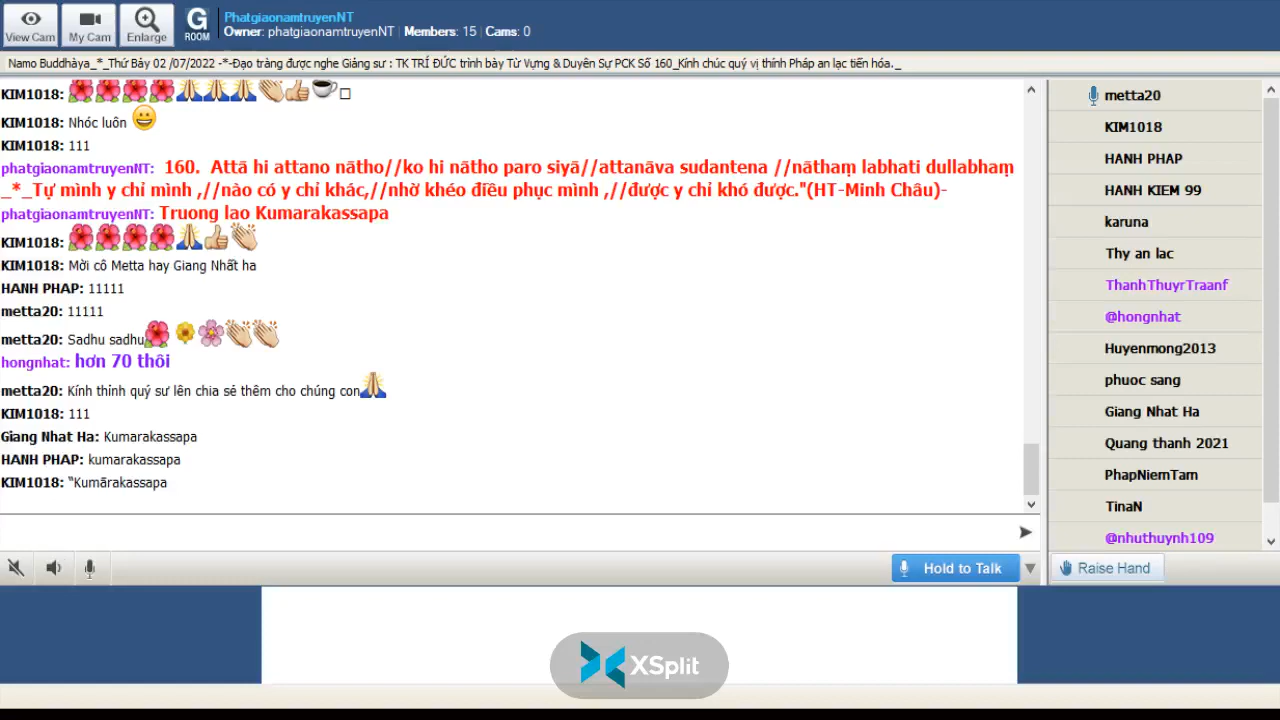 View Cam
My Cam
Enlarge
G
ROOM
PhatgiaonamtruyenNT
Owner: phatgiaonamtruyenNT | Members: 15 | Cams: 0
Namo Buddhàya_*_Thứ Bảy 02 /07/2022 -*-Đạo tràng được nghe Giảng sư : TK TRÍ ĐỨC trình bày Từ Vựng & Duyên Sự PCK Số 160_Kính chúc quý vị thính Pháp an lạc tiến hóa._
KIM1018:
KIM1018: Nhóc luôn
KIM1018: 111
phatgiaonamtruyenNT: 160. Attā hi attano nātho//ko hi nātho paro siyā//attanāva sudantena //nāthaṃ labhati dullabhaṃ
_*_Tự mình y chỉ mình ,//nào có y chỉ khác,//nhờ khéo điều phục mình ,//được y chỉ khó được."(HT-Minh Châu)-
phatgiaonamtruyenNT: Truong lao Kumarakassapa
KIM1018:
KIM1018: Mời cô Metta hay Giang Nhất ha
HANH PHAP: 11111
metta20: 11111
metta20: Sadhu sadhu
hongnhat: hơn 70 thôi
metta20: Kính thỉnh quý sư lên chia sẻ thêm cho chúng con
KIM1018: 111
Giang Nhat Ha: Kumarakassapa
HANH PHAP: kumarakassapa
KIM1018: “Kumārakassapa
metta20
KIM1018
HANH PHAP
HANH KIEM 99
karuna
Thy an lac
ThanhThuyrTraanf
@hongnhat
Huyenmong2013
phuoc sang
Giang Nhat Ha
Quang thanh 2021
PhapNiemTam
TinaN
@nhuthuynh109
Hold to Talk
Raise Hand
XSplit